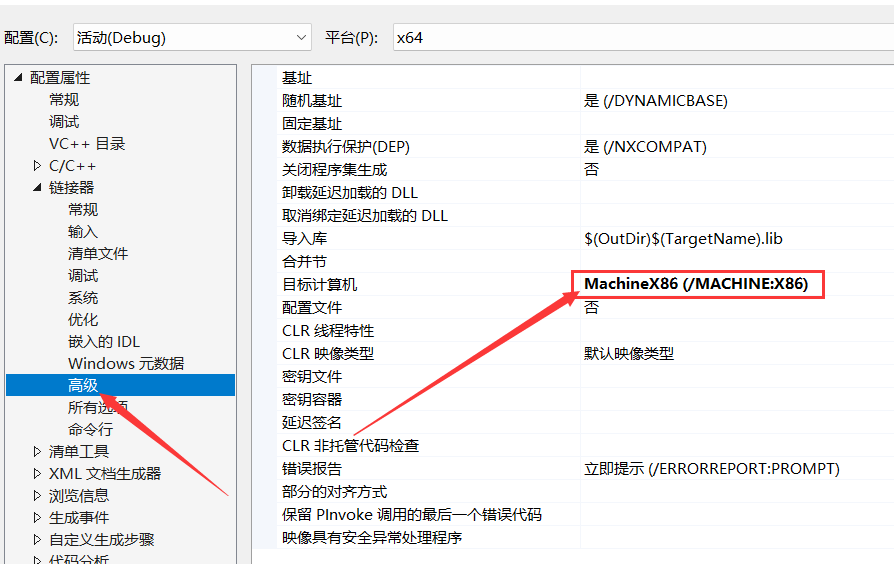 配置(C): 活动(Debug) 平台(P): x64
配置属性
常规
调试
VC++ 目录
C/C++
链接器
常规
输入
清单文件
调试
系统
优化
嵌入的 IDL
Windows 元数据
高级
所有选项
命令行
清单工具
XML 文档生成器
浏览信息
生成事件
自定义生成步骤
代码分析
基址
随机基址 是 (/DYNAMICBASE)
固定基址
数据执行保护(DEP) 是 (/NXCOMPAT)
关闭程序集生成 否
卸载延迟加载的 DLL
取消绑定延迟加载的 DLL
导入库 $(OutDir)$(TargetName).lib
合并节
目标计算机 MachineX86 (/MACHINE:X86)
配置文件 否
CLR 线程特性
CLR 映像类型 默认映像类型
密钥文件
密钥容器
延迟签名
CLR 非托管代码检查
错误报告 立即提示 (/ERRORREPORT:PROMPT)
部分的对齐方式
保留 PInvoke 调用的最后一个错误代码
映像具有安全异常处理程序